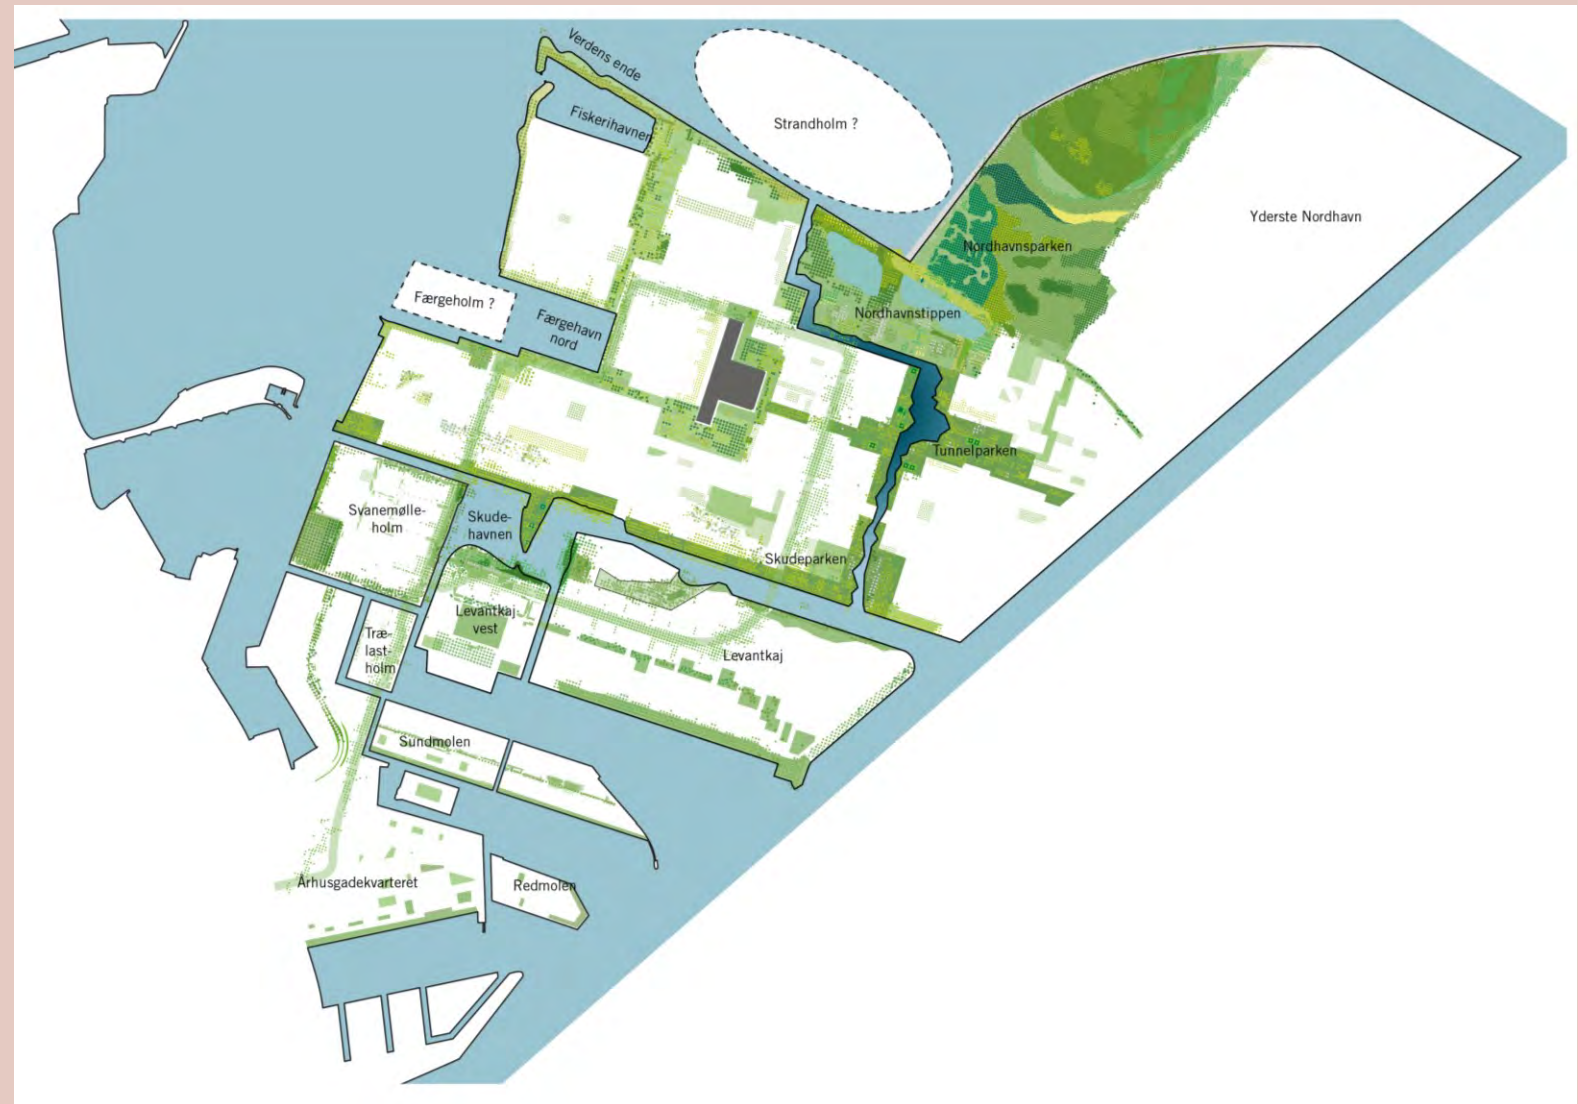 Verdens ende
Strandholm ?
Fiskerihavnen
Yderste Nordhavn
Nordhavnsparken
Færgeholm ?
Færgehavn
nord
Nordhavnstippen
Tunnelparken
Svanemølle-
holm
Skude-
havnen
Skudeparken
Levantkaj
vest
Træ-
last-
holm
Levantkaj
Sundmolen
Århusgadekvarteret
Redmolen